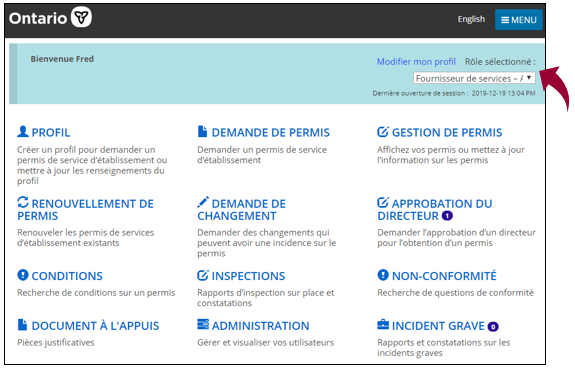 Ontario
English
MENU
Bienvenue Fred
Modifier mon profil
Rôle sélectionné :
Fournisseur de services – A
Dernière ouverture de session : 2019-12-19 13:04 PM
PROFIL
Créer un profil pour demander un
permis de service d'établissement ou
mettre à jour les renseignements du
profil
DEMANDE DE PERMIS
Demander un permis de service
d'établissement
GESTION DE PERMIS
Affichez vos permis ou mettez à jour
l'information sur les permis
RENOUVELLEMENT DE
PERMIS
Renouveler les permis de services
d'établissement existants
DEMANDE DE
CHANGEMENT
Demander des changements qui
peuvent avoir une incidence sur le
permis
APPROBATION DU
DIRECTEUR 1
Demander l'approbation d'un directeur
pour l'obtention d'un permis
CONDITIONS
Recherche de conditions sur un permis
INSPECTIONS
Rapports d'inspection sur place et
constatations
NON-CONFORMITÉ
Recherche de questions de conformité
DOCUMENT À L'APPUIS
Pièces justificatives
ADMINISTRATION
Gérer et visualiser vos utilisateurs
INCIDENT GRAVE 0
Rapports et constatations sur les
incidents graves